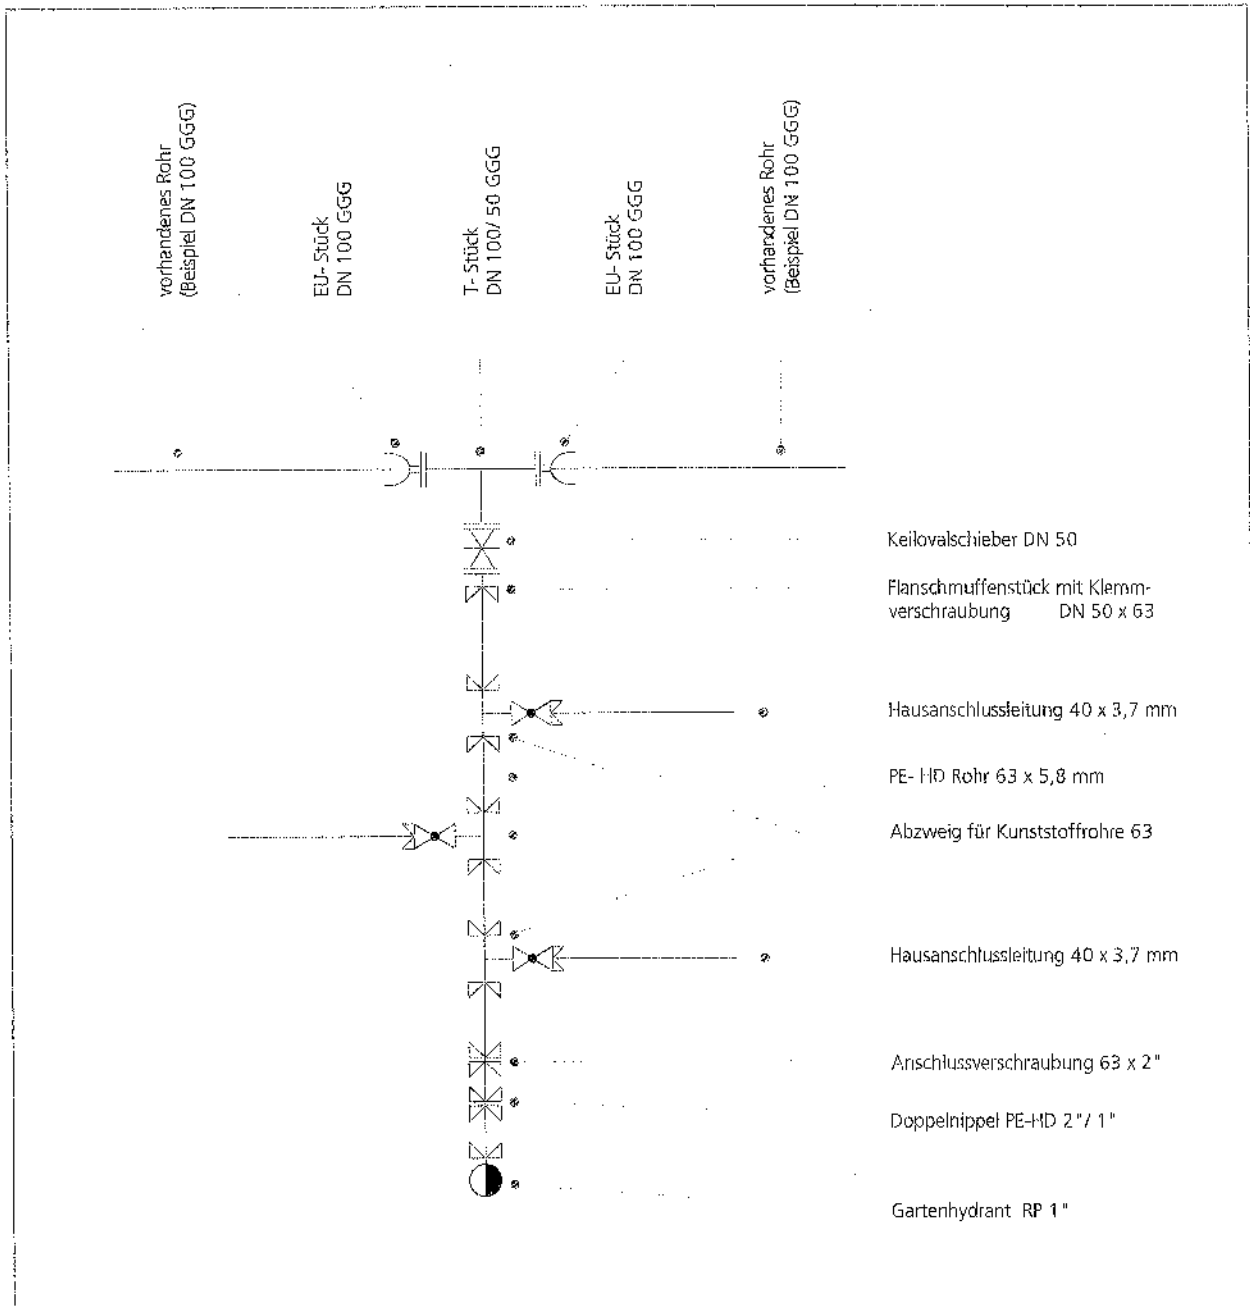 vorhandenes Rohr
(Beispiel DN 100 GGG)
EU- Stück
DN 100 GGG
T- Stück
DN 100/ 50 GGG
EU- Stück
DN 100 GGG
vorhandenes Rohr
(Beispiel DN 100 GGG)
Keilovalschieber DN 50
Flanschmuffenstück mit Klemm-
verschraubung DN 50 x 63
Hausanschlussleitung 40 x 3,7 mm
PE- HD Rohr 63 x 5,8 mm
Abzweig für Kunststoffrohre 63
Hausanschlussleitung 40 x 3,7 mm
Anschlussverschraubung 63 x 2"
Doppelnippel PE-HD 2"/ 1"
Gartenhydrant RP 1"